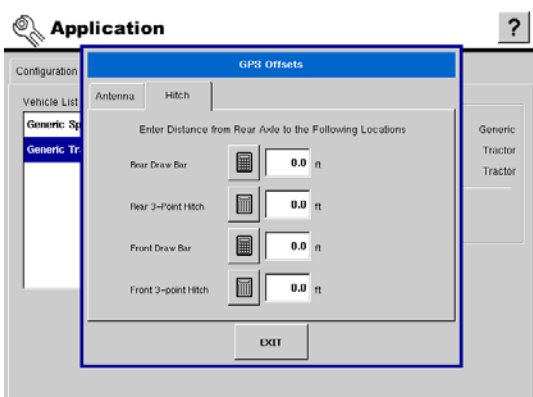 Application
?
Configuration
GPS Offsets
Vehicle List
Antenna
Hitch
Generic Sp
Enter Distance from Rear Axle to the Following Locations
Generic
Generic Tr
Tractor
Rear Draw Bar
0.0
ft
Tractor
Rear 3-Point Hitch
0.0
ft
Front Draw Bar
0.0
ft
Front 3-point Hitch
0.0
ft
EXIT